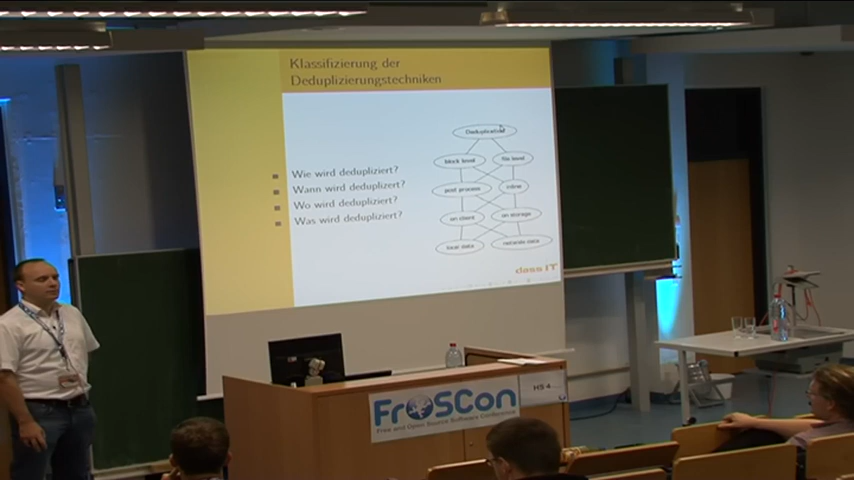 Klassifizierung der
Deduplizierungstechniken
Wie wird dedupliziert?
Wann wird dedupliziert?
Wo wird dedupliziert?
Was wird dedupliziert?
Deduplication
block level
file level
post process
inline
on client
on storage
local data
network data
dass IT
FrOSCon
Free and Open Source Software Conference
HS 4